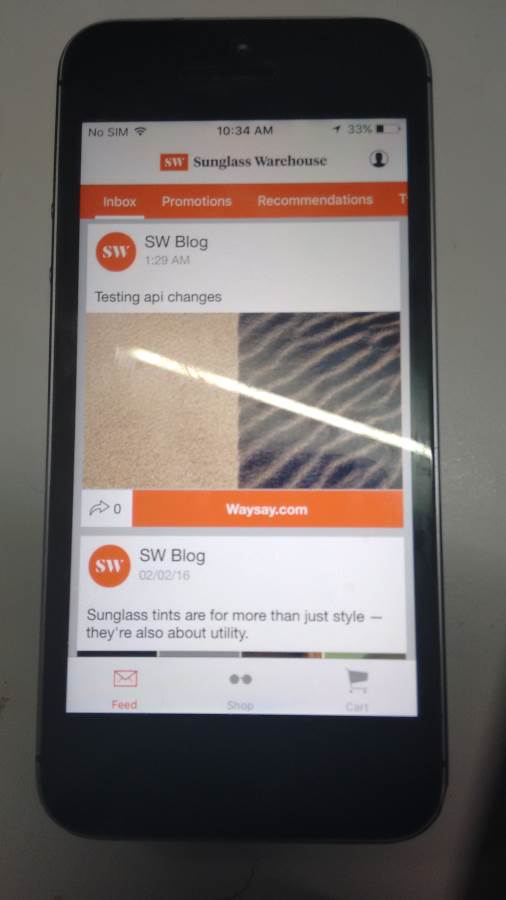 No SIM 10:34 AM 33%
SW Sunglass Warehouse
Inbox Promotions Recommendations T
SW SW Blog
1:29 AM
Testing api changes
0 Waysay.com
SW SW Blog
02/02/16
Sunglass tints are for more than just style —
they're also about utility.
Feed Shop Cart